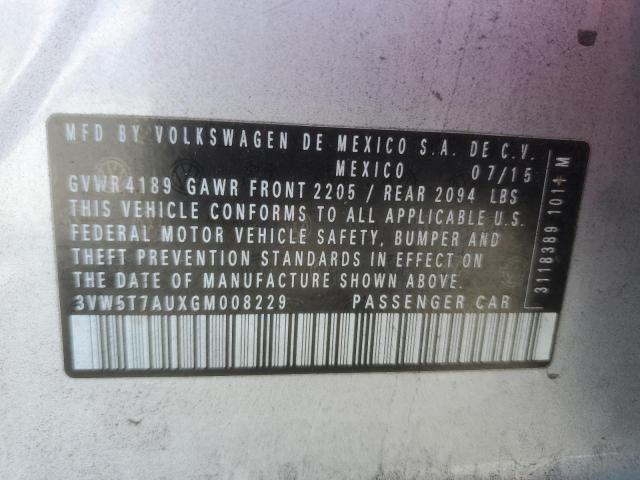 MFD BY VOLKSWAGEN DE MEXICO S.A. DE C.V.
MEXICO 07/15
GVWR 4189 GAWR FRONT 2205 / REAR 2094 LBS
THIS VEHICLE CONFORMS TO ALL APPLICABLE U.S.
FEDERAL MOTOR VEHICLE SAFETY, BUMPER AND
THEFT PREVENTION STANDARDS IN EFFECT ON
THE DATE OF MANUFACTURE SHOWN ABOVE.
3VW5T7AUXGM008229 PASSENGER CAR
3118389 101+ M